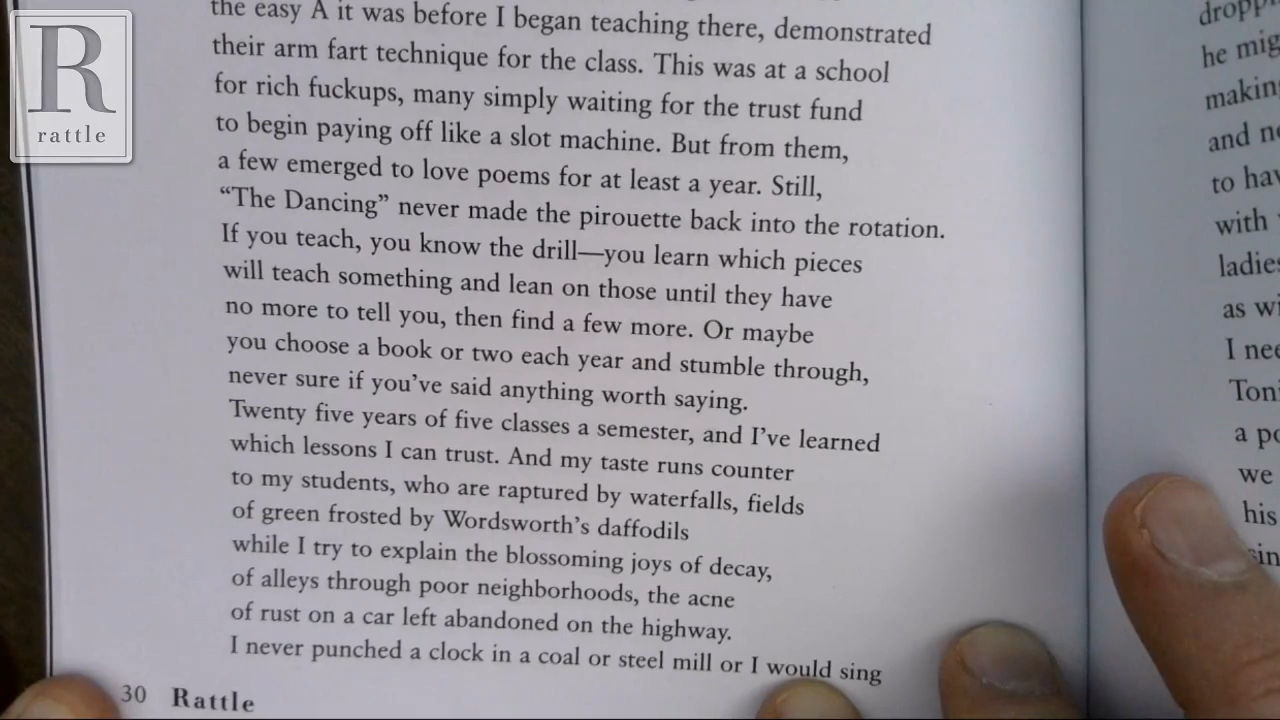 R
rattle
the easy A it was before I began teaching there, demonstrated
their arm fart technique for the class. This was at a school
for rich fuckups, many simply waiting for the trust fund
to begin paying off like a slot machine. But from them,
a few emerged to love poems for at least a year. Still,
“The Dancing” never made the pirouette back into the rotation.
If you teach, you know the drill—you learn which pieces
will teach something and lean on those until they have
no more to tell you, then find a few more. Or maybe
you choose a book or two each year and stumble through,
never sure if you’ve said anything worth saying.
Twenty five years of five classes a semester, and I’ve learned
which lessons I can trust. And my taste runs counter
to my students, who are raptured by waterfalls, fields
of green frosted by Wordsworth’s daffodils
while I try to explain the blossoming joys of decay,
of alleys through poor neighborhoods, the acne
of rust on a car left abandoned on the highway.
I never punched a clock in a coal or steel mill or I would sing
30 Rattle
he
and
to
with
ladies
as
I
a
we
his